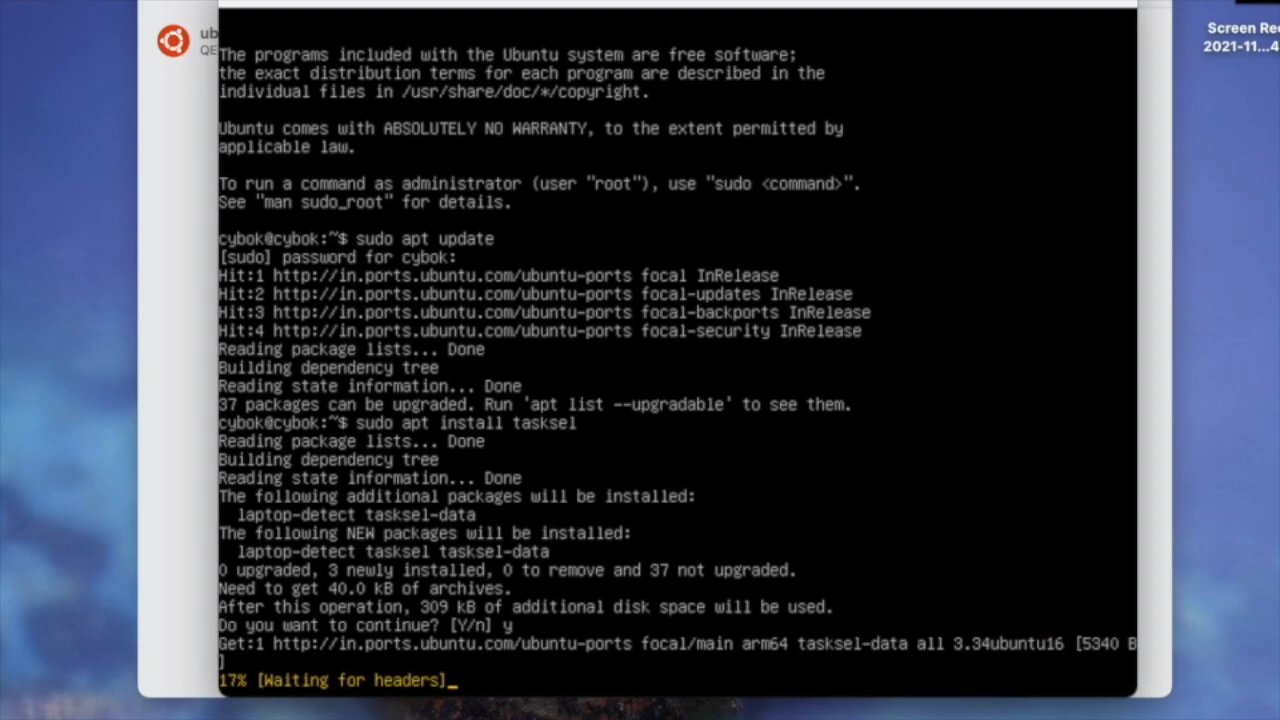 ub
QE
Screen Rec
2021-11...4
The programs included with the Ubuntu system are free software;
the exact distribution terms for each program are described in the
individual files in /usr/share/doc/*/copyright.
Ubuntu comes with ABSOLUTELY NO WARRANTY, to the extent permitted by
applicable law.
To run a command as administrator (user "root"), use "sudo <command>".
See "man sudo_root" for details.
cybok@cybok:~$ sudo apt update
[sudo] password for cybok:
Hit:1 http://in.ports.ubuntu.com/ubuntu-ports focal InRelease
Hit:2 http://in.ports.ubuntu.com/ubuntu-ports focal-updates InRelease
Hit:3 http://in.ports.ubuntu.com/ubuntu-ports focal-backports InRelease
Hit:4 http://in.ports.ubuntu.com/ubuntu-ports focal-security InRelease
Reading package lists... Done
Building dependency tree
Reading state information... Done
37 packages can be upgraded. Run 'apt list --upgradable' to see them.
cybok@cybok:~$ sudo apt install tasksel
Reading package lists... Done
Building dependency tree
Reading state information... Done
The following additional packages will be installed:
laptop-detect tasksel-data
The following NEW packages will be installed:
laptop-detect tasksel tasksel-data
0 upgraded, 3 newly installed, 0 to remove and 37 not upgraded.
Need to get 40.0 kB of archives.
After this operation, 309 kB of additional disk space will be used.
Do you want to continue? [Y/n] y
Get:1 http://in.ports.ubuntu.com/ubuntu-ports focal/main arm64 tasksel-data all 3.34ubuntu16 [5340 B
]
17% [Waiting for headers]_